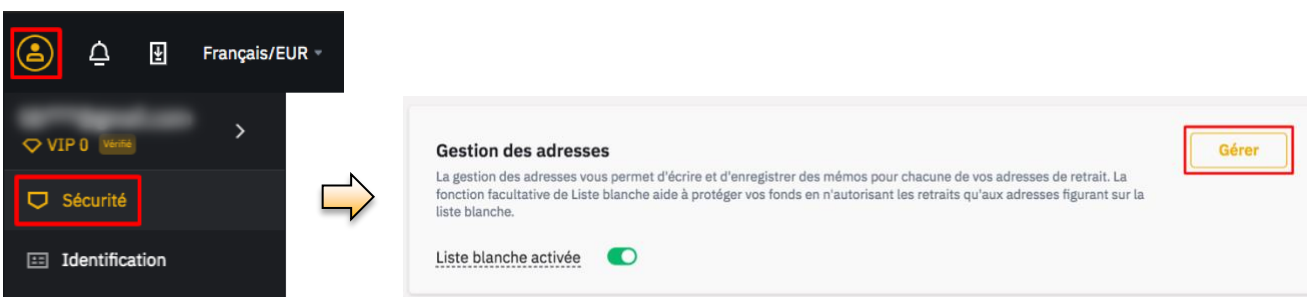 Français/EUR
VIP 0 Vérifié
Sécurité
Identification
Gestion des adresses
Gérer
La gestion des adresses vous permet d'écrire et d'enregistrer des mémos pour chacune de vos adresses de retrait. La
fonction facultative de Liste blanche aide à protéger vos fonds en n'autorisant les retraits qu'aux adresses figurant sur la
liste blanche.
Liste blanche activée